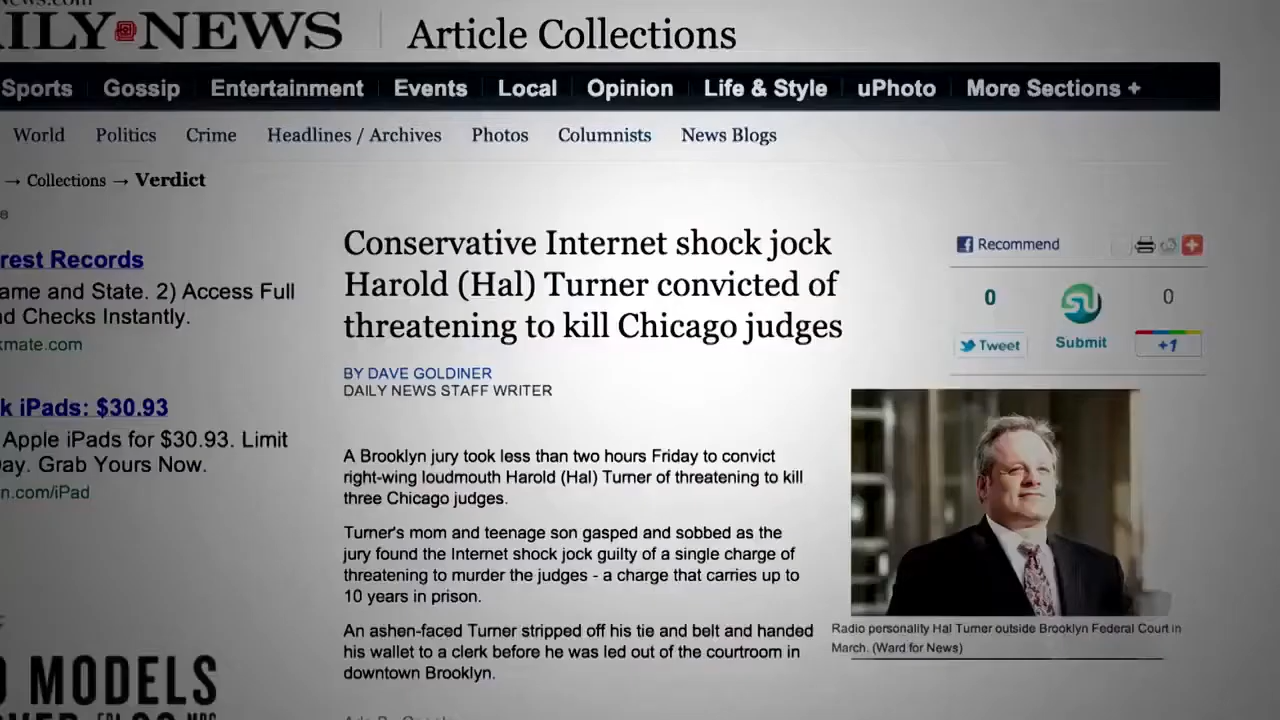 News.com
ILY NEWS
Article Collections
Sports Gossip Entertainment Events Local Opinion Life & Style uPhoto More Sections +
World Politics Crime Headlines / Archives Photos Columnists News Blogs
→ Collections → Verdict
rest Records
ame and State. 2) Access Full
d Checks Instantly.
kmate.com
k iPads: $30.93
Apple iPads for $30.93. Limit
ay. Grab Yours Now.
n.com/iPad
MODELS
Conservative Internet shock jock
Harold (Hal) Turner convicted of
threatening to kill Chicago judges
BY DAVE GOLDINER
DAILY NEWS STAFF WRITER
A Brooklyn jury took less than two hours Friday to convict
right-wing loudmouth Harold (Hal) Turner of threatening to kill
three Chicago judges.
Turner's mom and teenage son gasped and sobbed as the
jury found the Internet shock jock guilty of a single charge of
threatening to murder the judges - a charge that carries up to
10 years in prison.
An ashen-faced Turner stripped off his tie and belt and handed
his wallet to a clerk before he was led out of the courtroom in
downtown Brooklyn.
Recommend
0
0
Tweet
Submit
+1
Radio personality Hal Turner outside Brooklyn Federal Court in
March. (Ward for News)